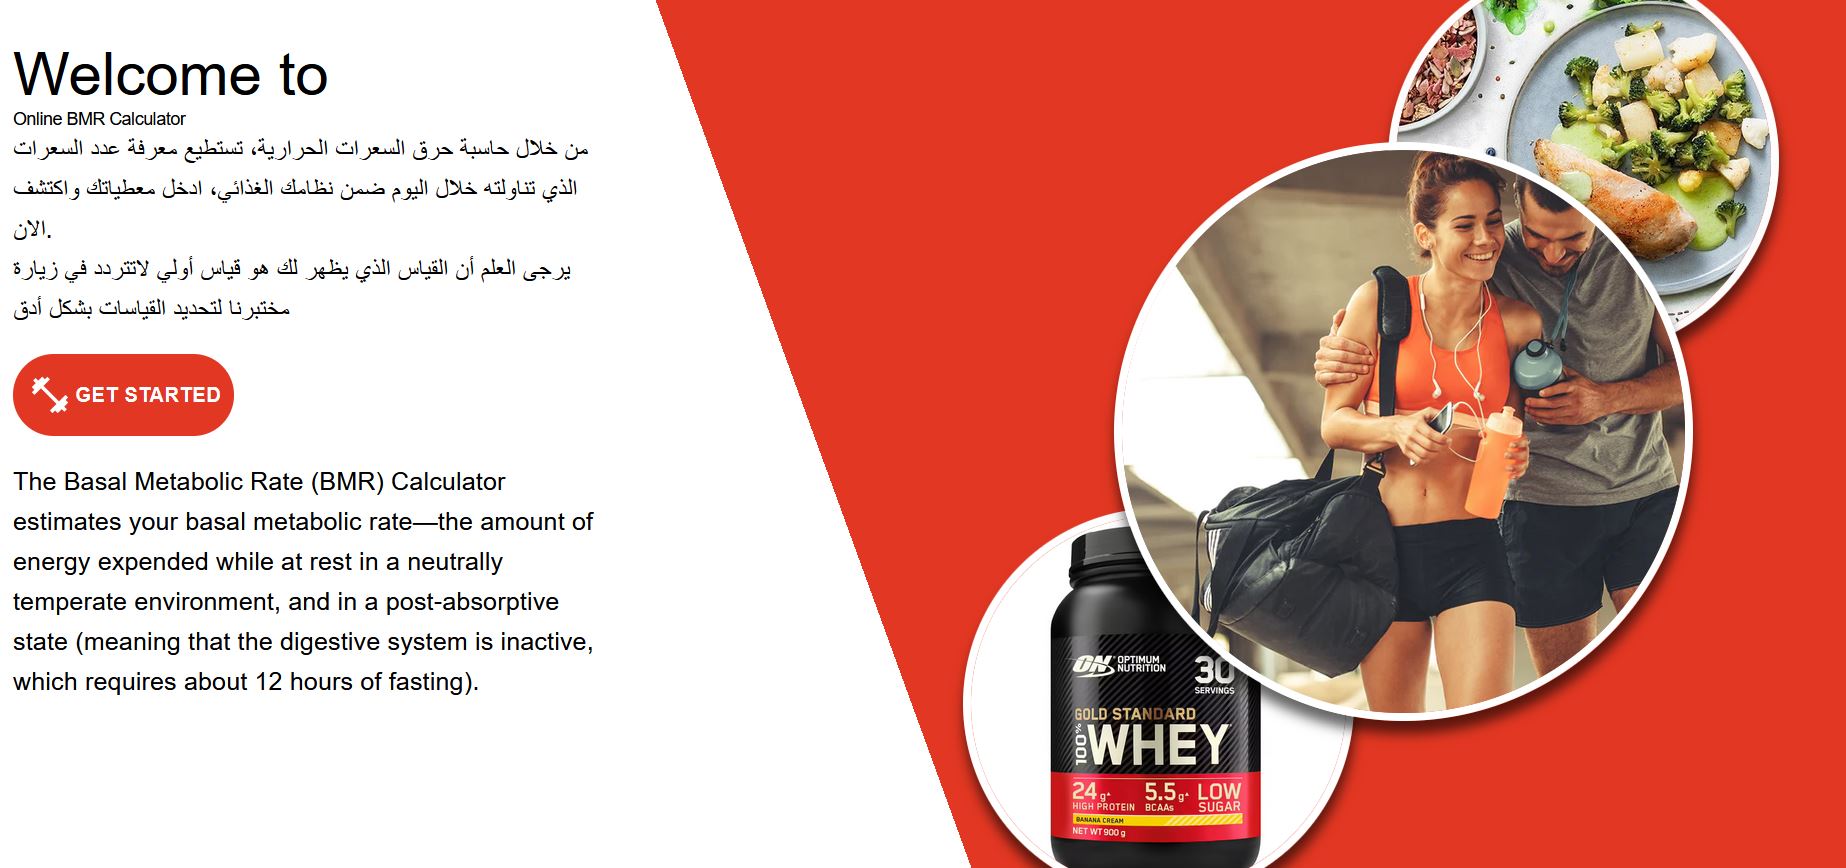 Welcome to
Online BMR Calculator
من خلال حاسبة حرق السعرات الحرارية، تستطيع معرفة عدد السعرات
الذي تناولته خلال اليوم ضمن نظامك الغذائي، ادخل معطياتك واكتشف
الان.
يرجى العلم أن القياس الذي يظهر لك هو قياس أولي لاتتردد في زيارة
مختبرنا لتحديد القياسات بشكل أدق
GET STARTED
The Basal Metabolic Rate (BMR) Calculator
estimates your basal metabolic rate—the amount of
energy expended while at rest in a neutrally
temperate environment, and in a post-absorptive
state (meaning that the digestive system is inactive,
which requires about 12 hours of fasting).
ON OPTIMUM
NUTRITION
30
SERVINGS
GOLD STANDARD
100% WHEY
24 g* 5.5 g* LOW
HIGH PROTEIN BCAAs SUGAR
BANANA CREAM
NET WT 900 g